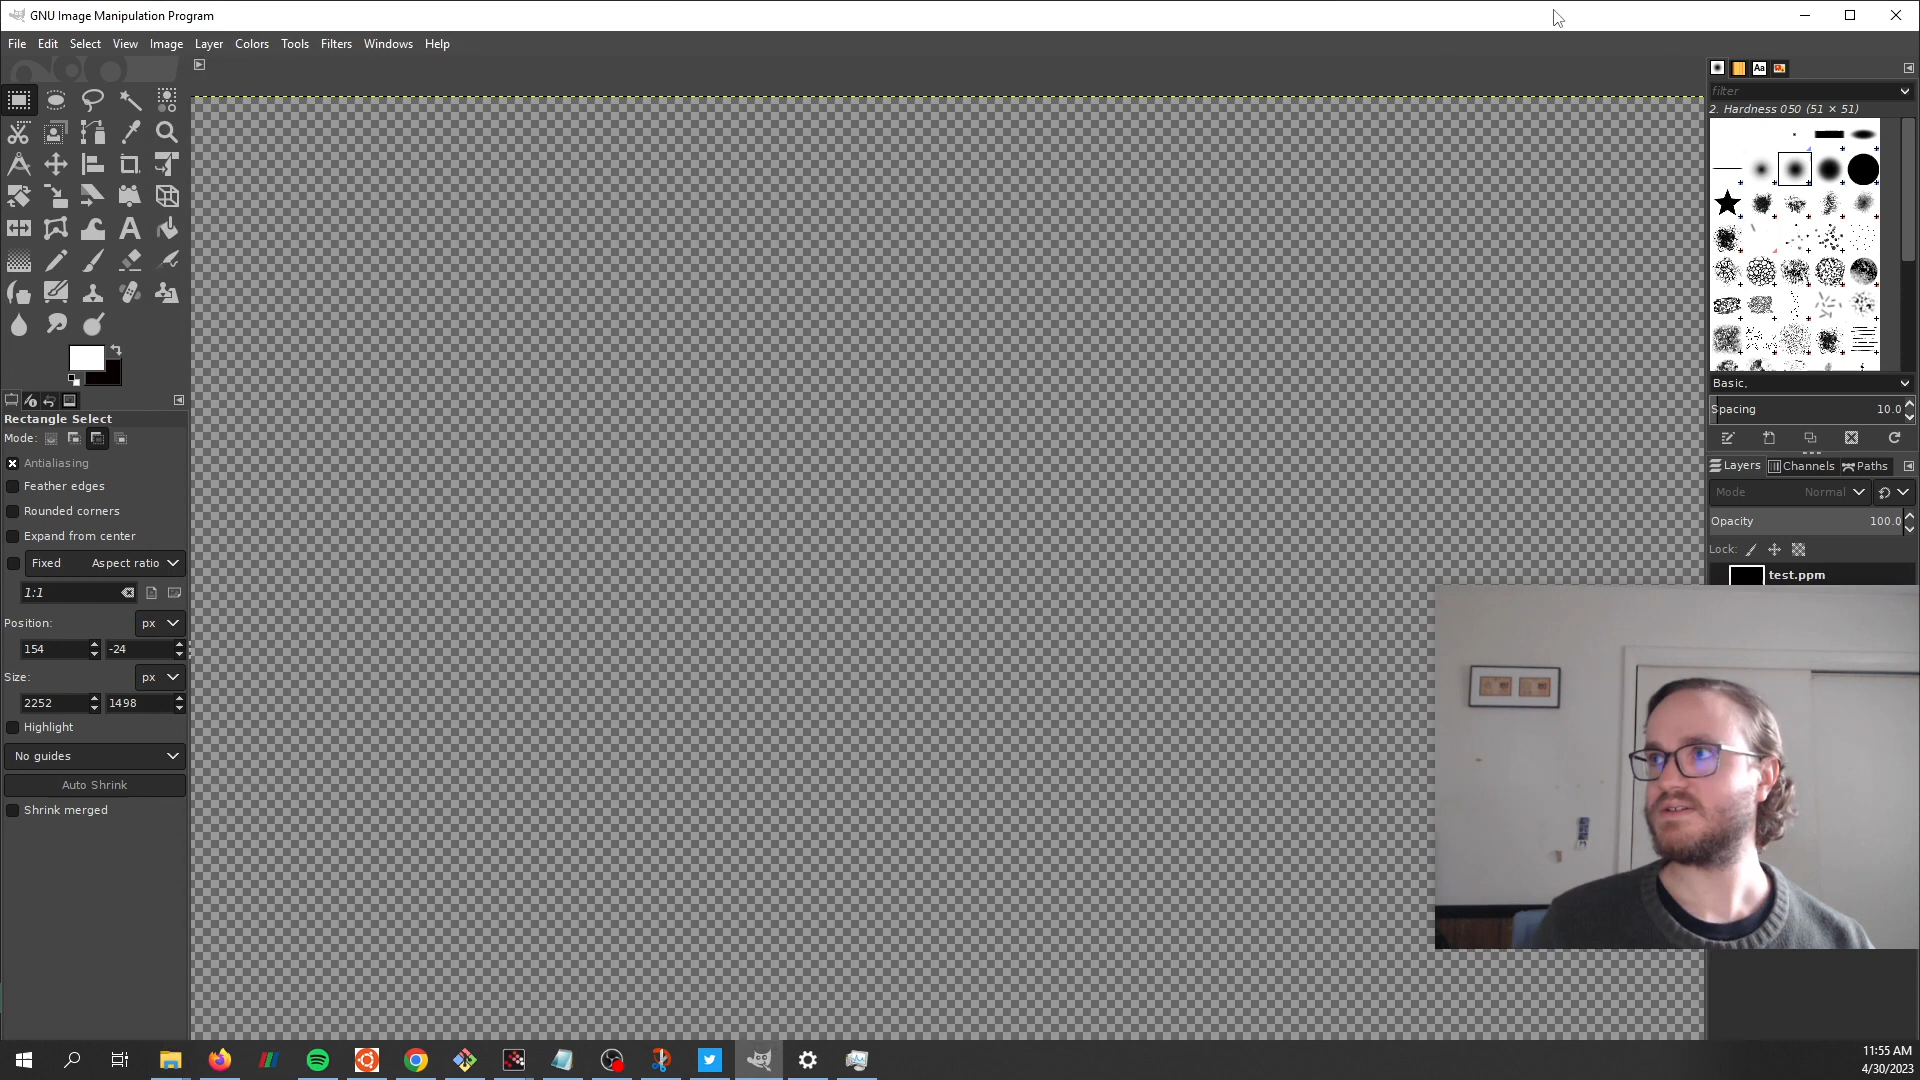 GNU Image Manipulation Program
File Edit Select View Image Layer Colors Tools Filters Windows Help
filter
2. Hardness 050 (51 × 51)
Basic,
Spacing 10.0
Layers Channels Paths
Mode Normal
Opacity 100.0
Lock:
test.ppm
Rectangle Select
Mode:
Antialiasing
Feather edges
Rounded corners
Expand from center
Fixed Aspect ratio
1:1
Position: px
154 -24
Size: px
2252 1498
Highlight
No guides
Auto Shrink
Shrink merged
11:55 AM
4/30/2023